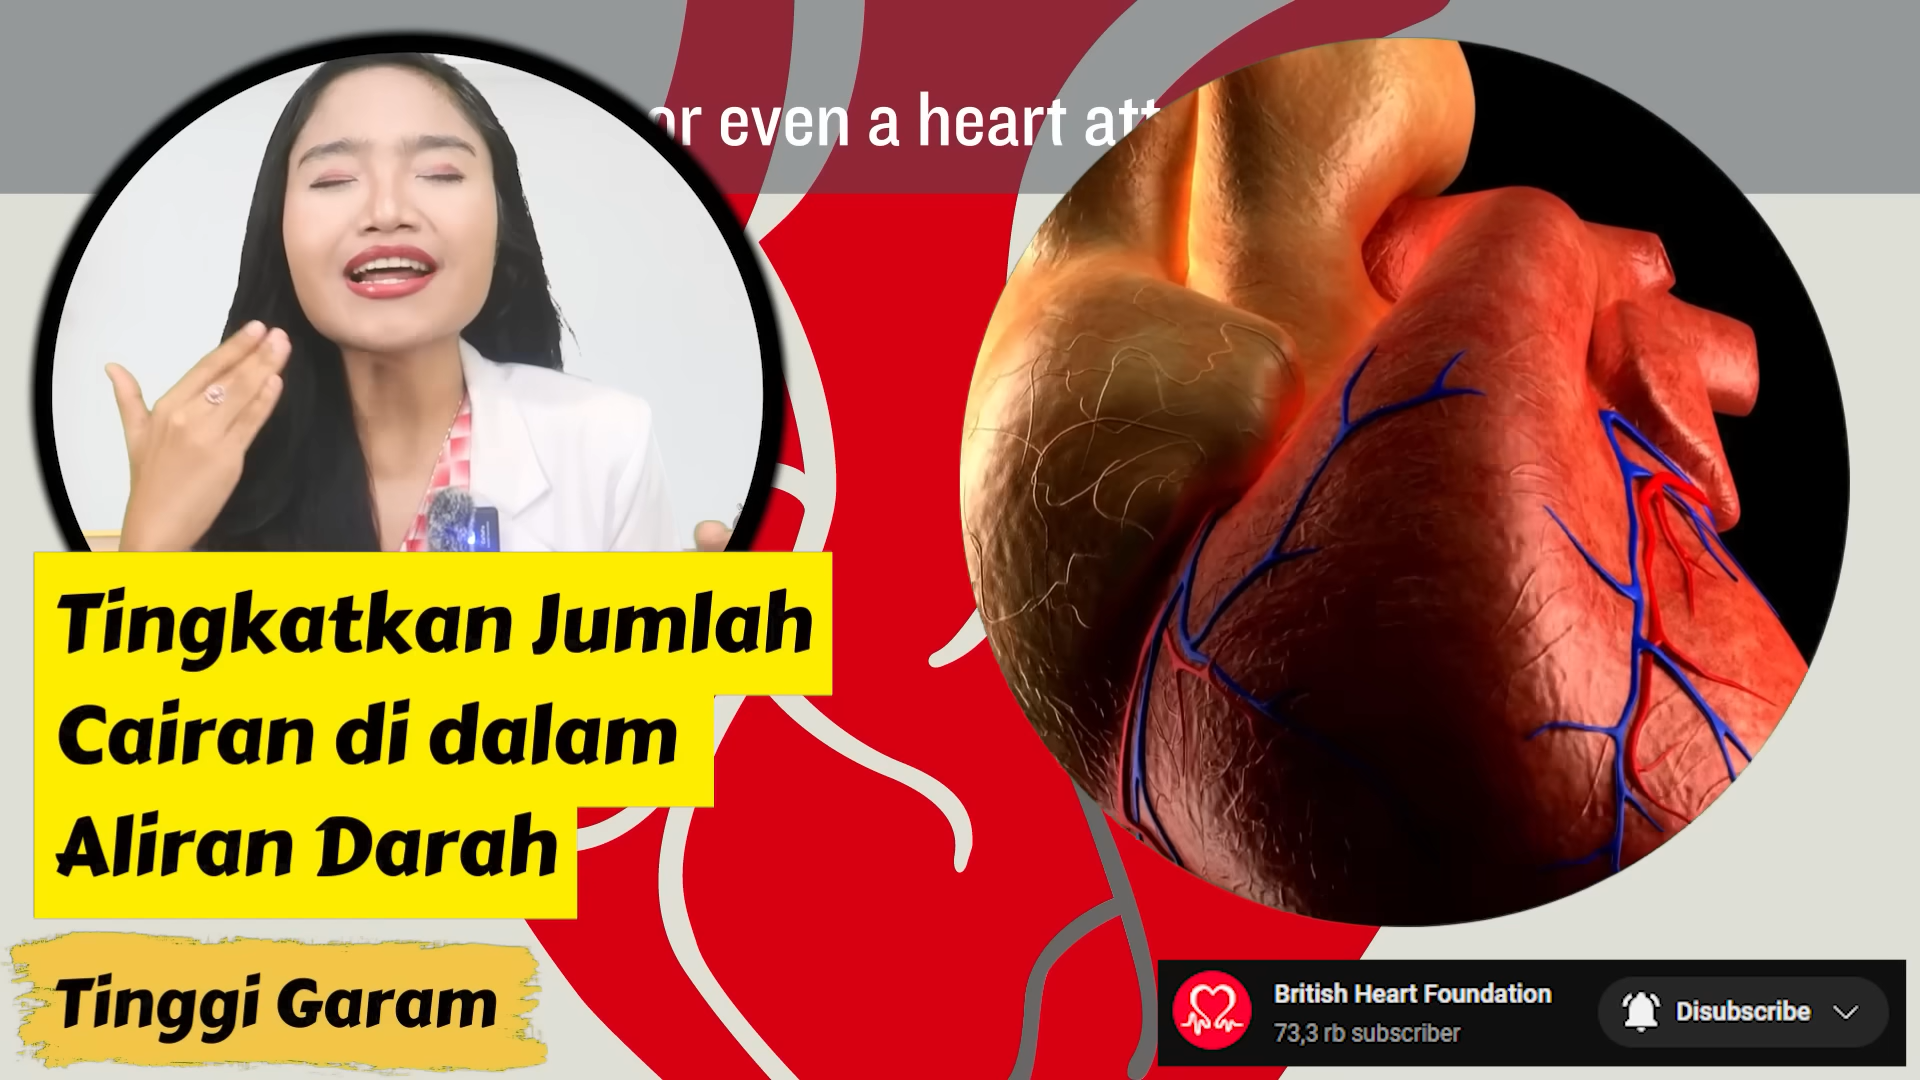 or even a heart att
Tingkatkan Jumlah
Cairan di dalam
Aliran Darah
Tinggi Garam
British Heart Foundation
73,3 rb subscriber
Disubscribe